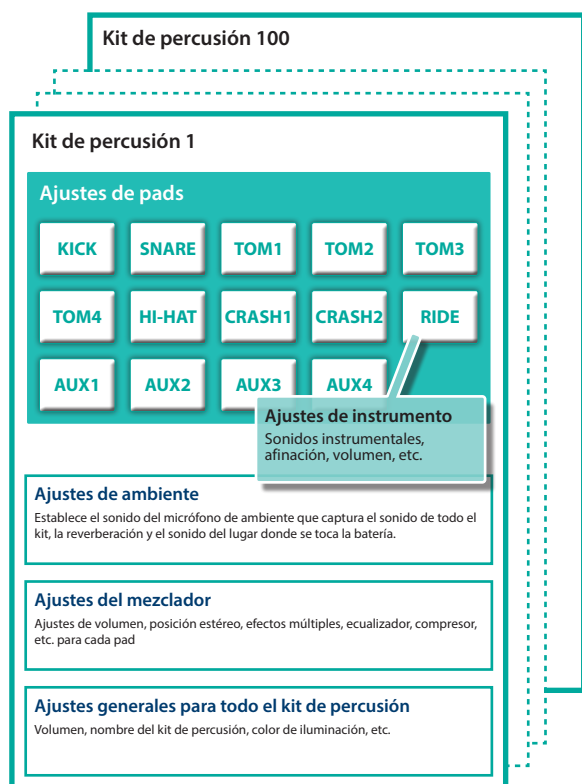 Kit de percusión 100
Kit de percusión 1
Ajustes de pads
KICK SNARE TOM1 TOM2 TOM3
TOM4 HI-HAT CRASH1 CRASH2 RIDE
AUX1 AUX2 AUX3 AUX4
Ajustes de instrumento
Sonidos instrumentales,
afinación, volumen, etc.
Ajustes de ambiente
Establece el sonido del micrófono de ambiente que captura el sonido de todo el
kit, la reverberación y el sonido del lugar donde se toca la batería.
Ajustes del mezclador
Ajustes de volumen, posición estéreo, efectos múltiples, ecualizador, compresor,
etc. para cada pad
Ajustes generales para todo el kit de percusión
Volumen, nombre del kit de percusión, color de iluminación, etc.